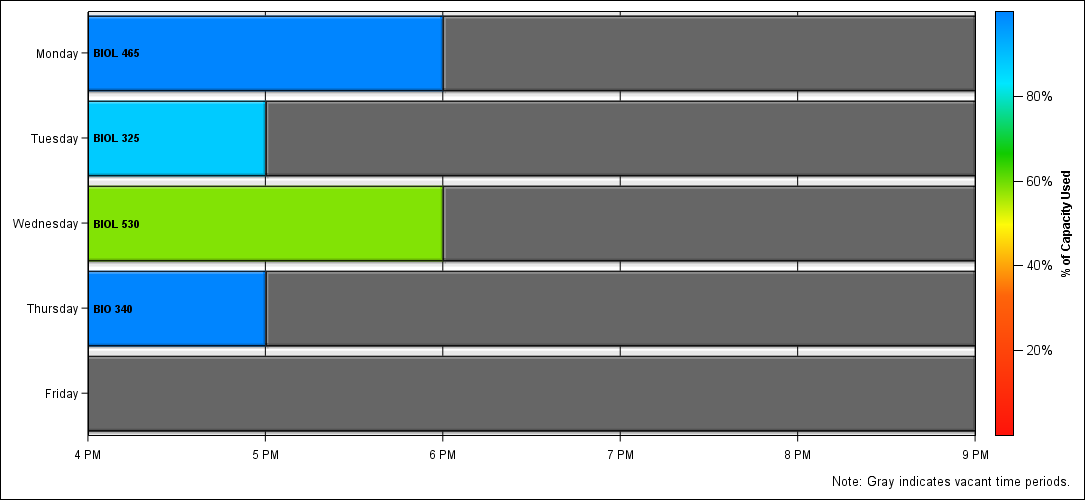 Monday
BIOL 465
Tuesday
BIOL 325
Wednesday
BIOL 530
Thursday
BIO 340
Friday
4 PM 5 PM 6 PM 7 PM 8 PM 9 PM
80%
60%
40%
20%
% of Capacity Used
Note: Gray indicates vacant time periods.